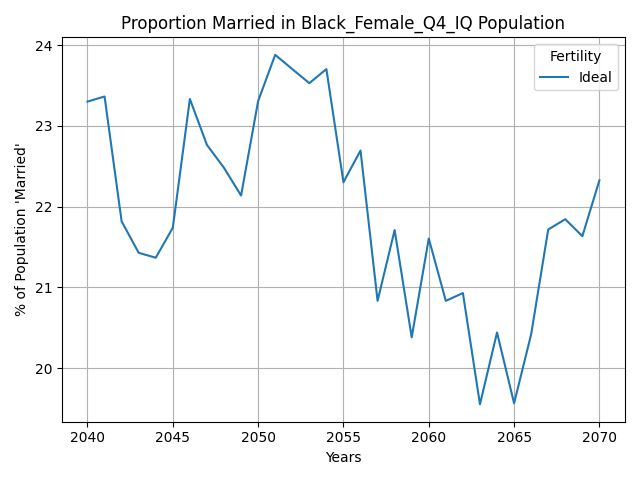 Proportion Married in Black_Female_Q4_IQ Population
% of Population 'Married'
24
23
22
21
20
Fertility
Ideal
2040 2045 2050 2055 2060 2065 2070
Years